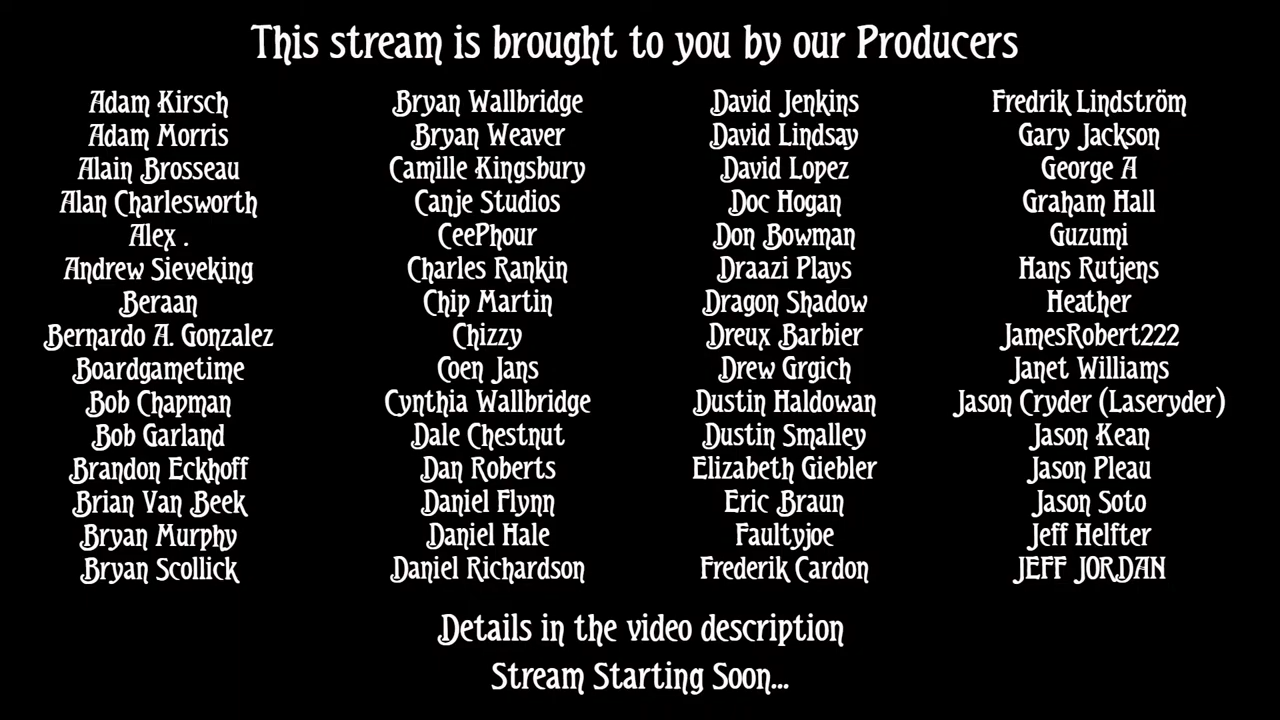 This stream is brought to you by our Producers
Adam Kirsch
Adam Morris
Alain Brosseau
Alan Charlesworth
Alex .
Andrew Sieveking
Beraan
Bernardo A. Gonzalez
Boardgametime
Bob Chapman
Bob Garland
Brandon Eckhoff
Brian Van Beek
Bryan Murphy
Bryan Scollick
Bryan Wallbridge
Bryan Weaver
Camille Kingsbury
Canje Studios
CeePhour
Charles Rankin
Chip Martin
Chizzy
Coen Jans
Cynthia Wallbridge
Dale Chestnut
Dan Roberts
Daniel Flynn
Daniel Hale
Daniel Richardson
David Jenkins
David Lindsay
David Lopez
Doc Hogan
Don Bowman
Draazi Plays
Dragon Shadow
Dreux Barbier
Drew Grgich
Dustin Haldowan
Dustin Smalley
Elizabeth Giebler
Eric Braun
Faultyjoe
Frederik Cardon
Fredrik Lindström
Gary Jackson
George A
Graham Hall
Guzumi
Hans Rutjens
Heather
JamesRobert222
Janet Williams
Jason Cryder (Laseryder)
Jason Kean
Jason Pleau
Jason Soto
Jeff Helfter
JEFF JORDAN
Details in the video description
Stream Starting Soon...